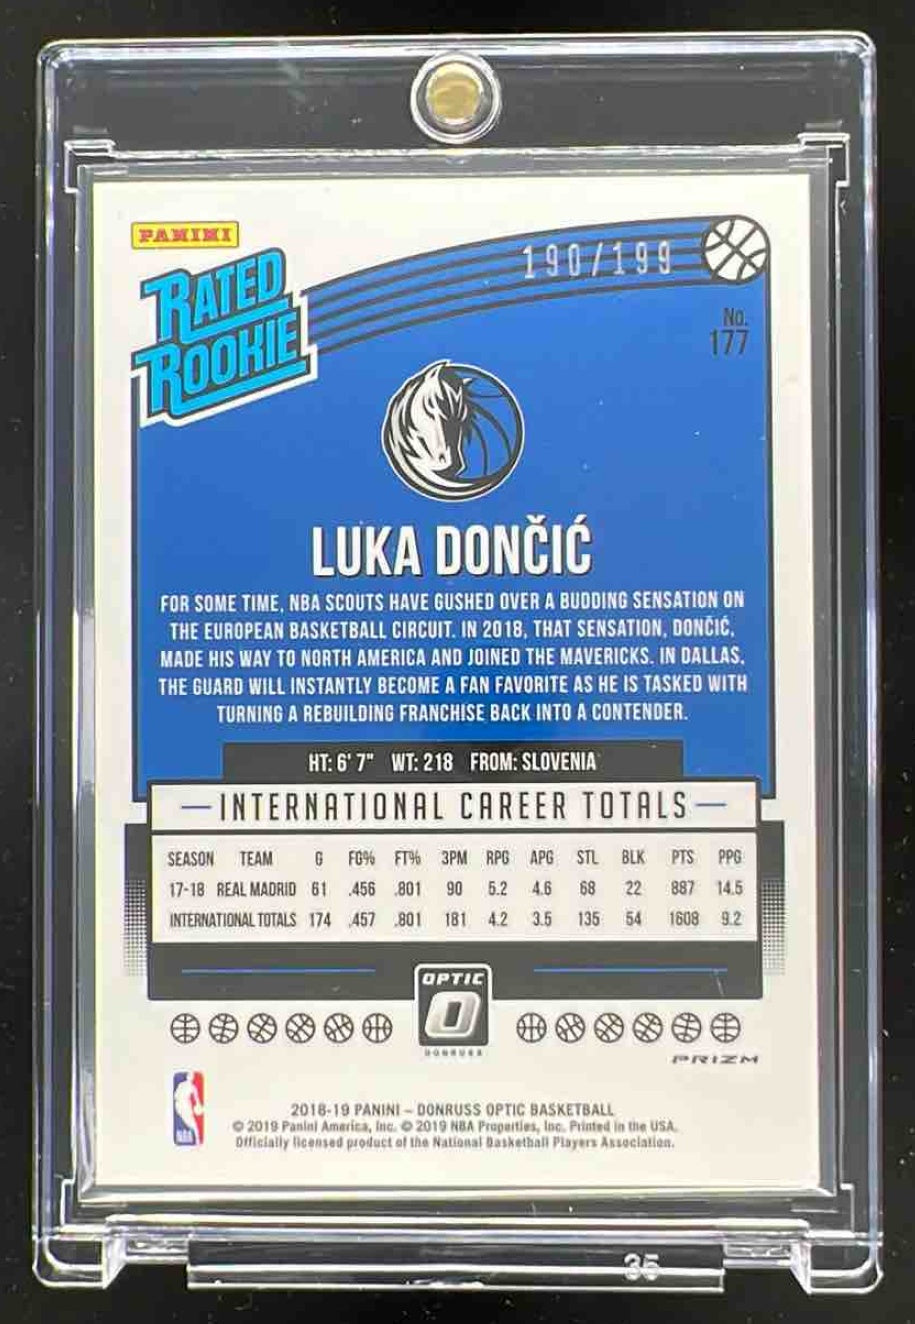 PANINI
RATED
ROOKIE
190/199
No.
177
LUKA DONČIĆ
FOR SOME TIME, NBA SCOUTS HAVE GUSHED OVER A BUDDING SENSATION ON
THE EUROPEAN BASKETBALL CIRCUIT. IN 2018, THAT SENSATION, DONČIĆ,
MADE HIS WAY TO NORTH AMERICA AND JOINED THE MAVERICKS. IN DALLAS,
THE GUARD WILL INSTANTLY BECOME A FAN FAVORITE AS HE IS TASKED WITH
TURNING A REBUILDING FRANCHISE BACK INTO A CONTENDER.
HT: 6' 7" WT: 218 FROM: SLOVENIA
INTERNATIONAL CAREER TOTALS
SEASON TEAM G FG% FT% 3PM RPG APG STL BLK PTS PPG
17-18 REAL MADRID 61 .456 .801 90 5.2 4.6 68 22 887 14.5
INTERNATIONAL TOTALS 174 .457 .801 181 4.2 3.5 135 54 1608 9.2
OPTIC
O
DONRUSS
PRIZM
NBA
2018-19 PANINI – DONRUSS OPTIC BASKETBALL
© 2019 Panini America, Inc. © 2019 NBA Properties, Inc. Printed in the USA.
Officially licensed product of the National Basketball Players Association.
35